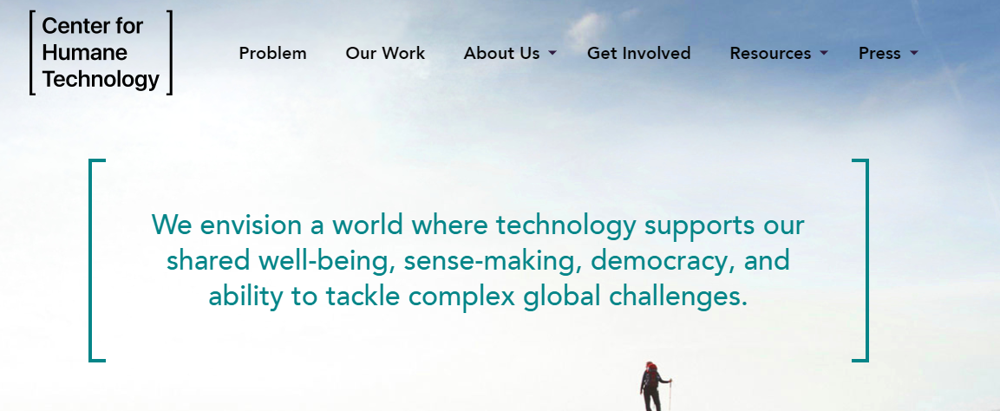 Center for
Humane
Technology
Problem Our Work About Us Get Involved Resources Press
We envision a world where technology supports our
shared well-being, sense-making, democracy, and
ability to tackle complex global challenges.